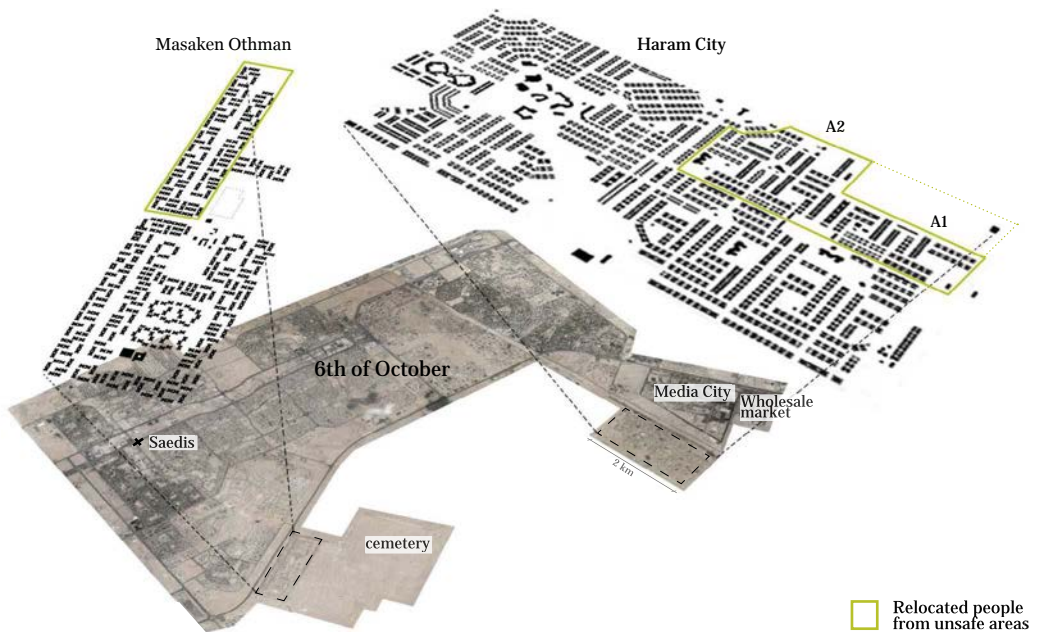 Masaken Othman
Haram City
A2
A1
6th of October
Media City
Wholesale
market
Saedis
2 km
cemetery
Relocated people
from unsafe areas